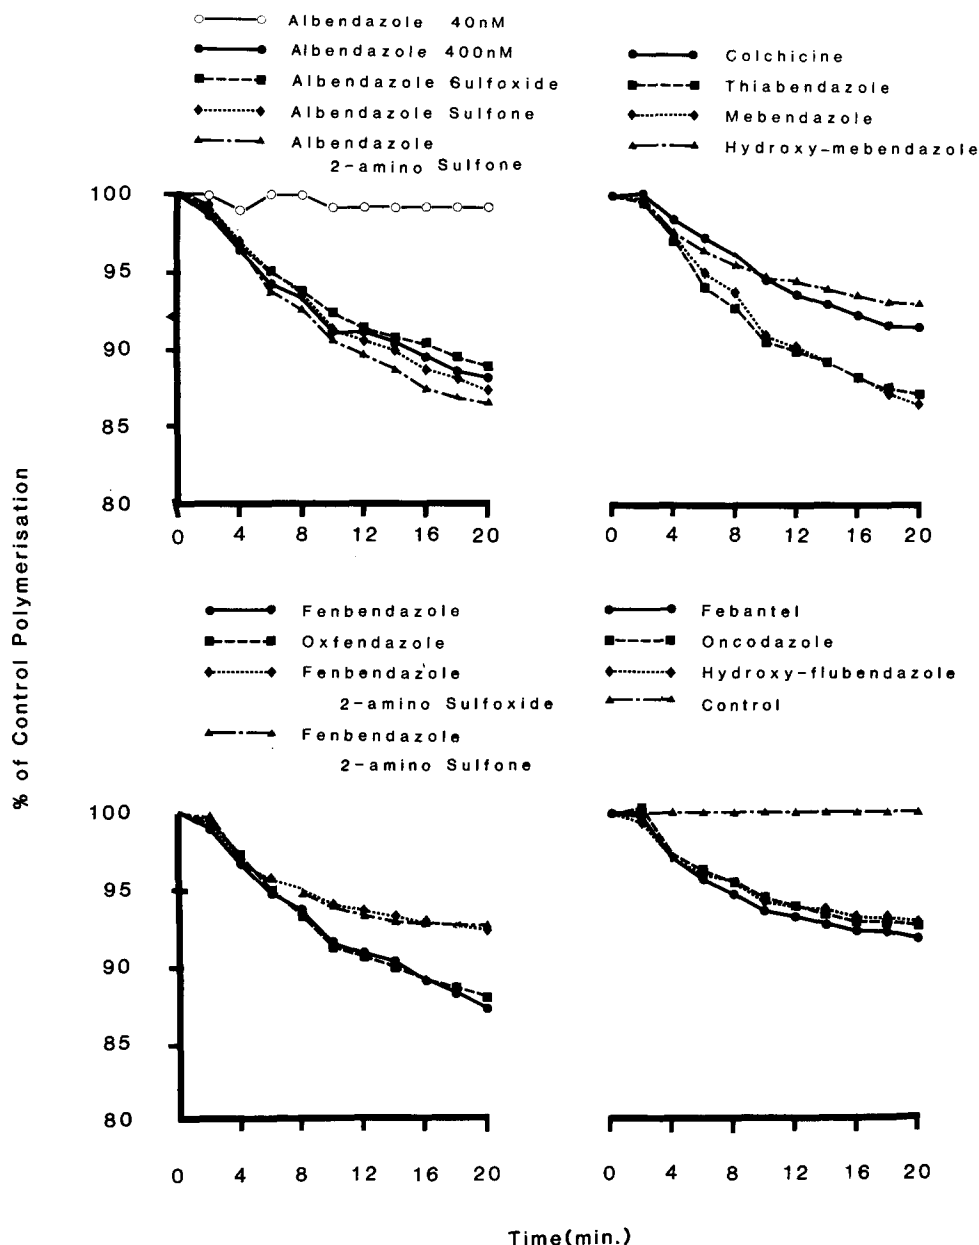 Albendazole 40nM
Albendazole 400nM
Albendazole 6ulfoxide
Albendazole Sulfone
Albendazole
2-amino Sulfone
Colchicine
Thiabendazole
Mebendazole
Hydroxy-mebendazole
100
95
90
85
80
0 4 8 12 16 20
0 4 8 12 16 20
% of Control Polymerisation
Fenbendazole
Oxfendazole
Fenbendazole
2-amino Sulfoxide
Fenbendazole
2-amino Sulfone
Febantel
Oncodazole
Hydroxy-flubendazole
Control
100
95
90
85
80
0 4 8 12 16 20
0 4 8 12 16 20
Time(min.)